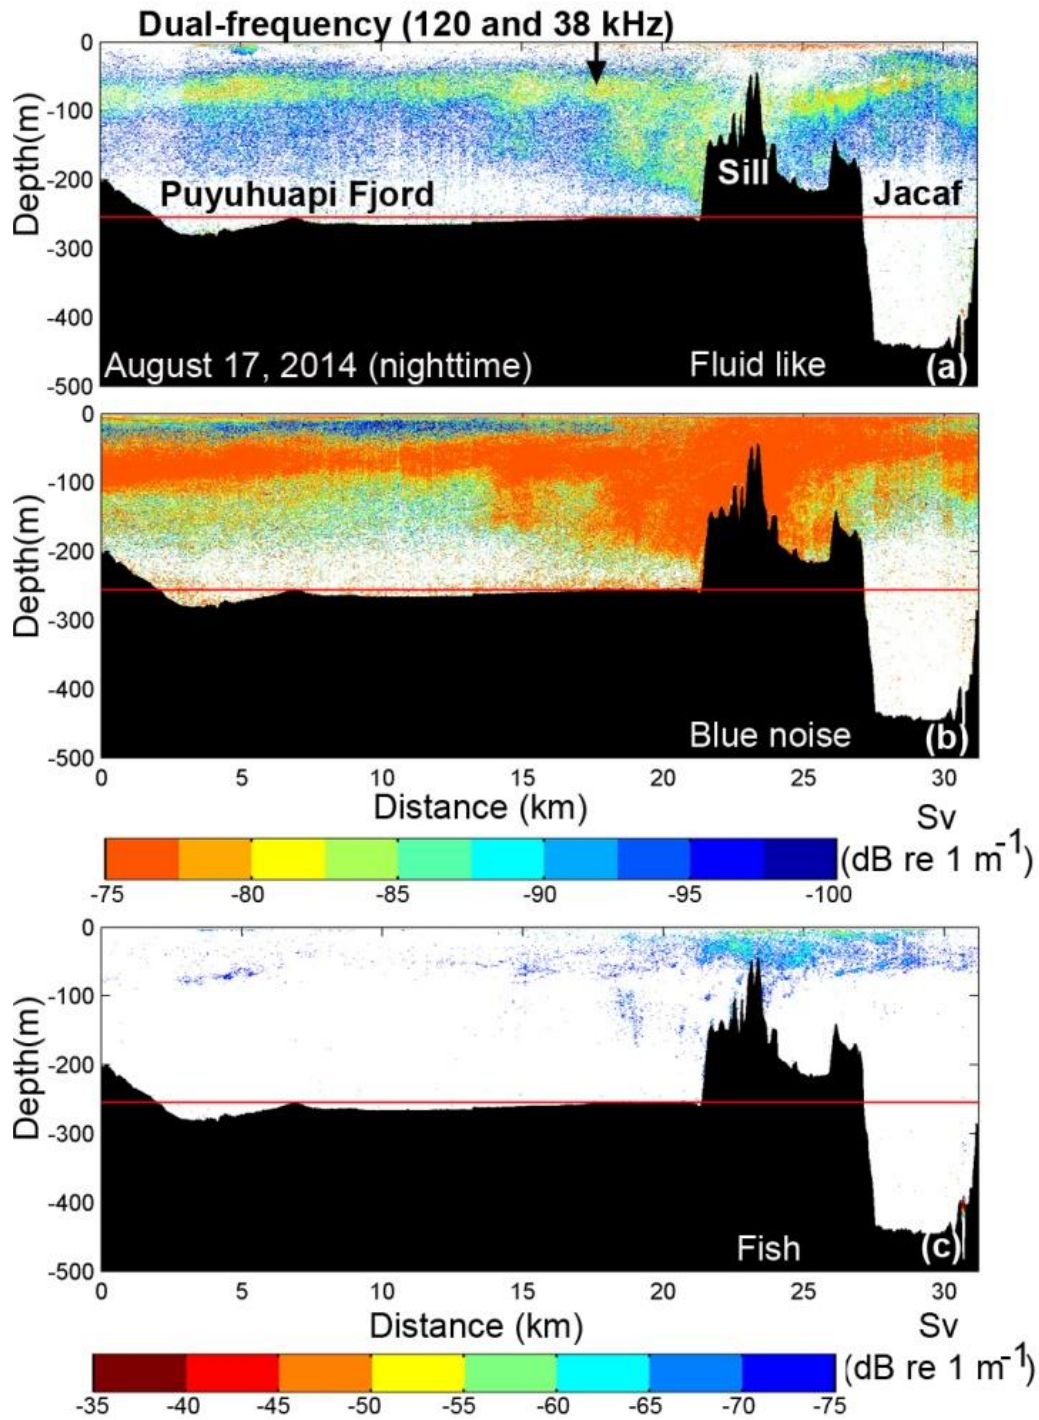 Dual-frequency (120 and 38 kHz)
0
-100
-200
-300
-400
-500
Depth(m)
Puyuhuapi Fjord
Sill
Jacaf
August 17, 2014 (nighttime)
Fluid like
(a)
0
-100
-200
-300
-400
-500
Depth(m)
Blue noise
(b)
0 5 10 15 20 25 30
Distance (km)
Sv
(dB re 1 m-1)
-75 -80 -85 -90 -95 -100
0
-100
-200
-300
-400
-500
Depth(m)
Fish
(c)
0 5 10 15 20 25 30
Distance (km)
Sv
(dB re 1 m-1)
-35 -40 -45 -50 -55 -60 -65 -70 -75